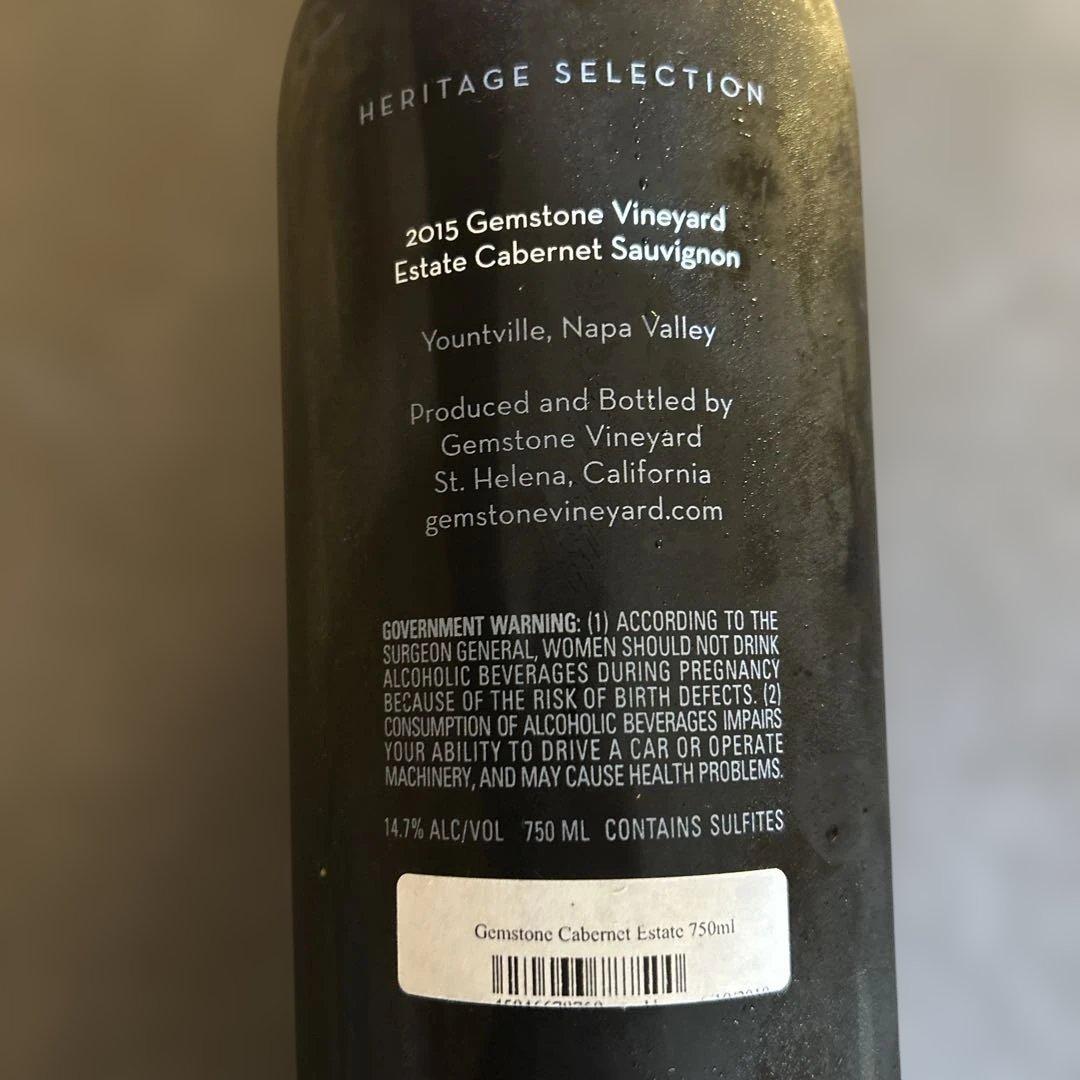 HERITAGE SELECTION
2015 Gemstone Vineyard
Estate Cabernet Sauvignon
Yountville, Napa Valley
Produced and Bottled by
Gemstone Vineyard
St. Helena, California
gemstonevineyard.com
GOVERNMENT WARNING: (1) ACCORDING TO THE
SURGEON GENERAL, WOMEN SHOULD NOT DRINK
ALCOHOLIC BEVERAGES DURING PREGNANCY
BECAUSE OF THE RISK OF BIRTH DEFECTS. (2)
CONSUMPTION OF ALCOHOLIC BEVERAGES IMPAIRS
YOUR ABILITY TO DRIVE A CAR OR OPERATE
MACHINERY, AND MAY CAUSE HEALTH PROBLEMS.
14.7% ALC/VOL 750 ML CONTAINS SULFITES
Gemstone Cabernet Estate 750ml